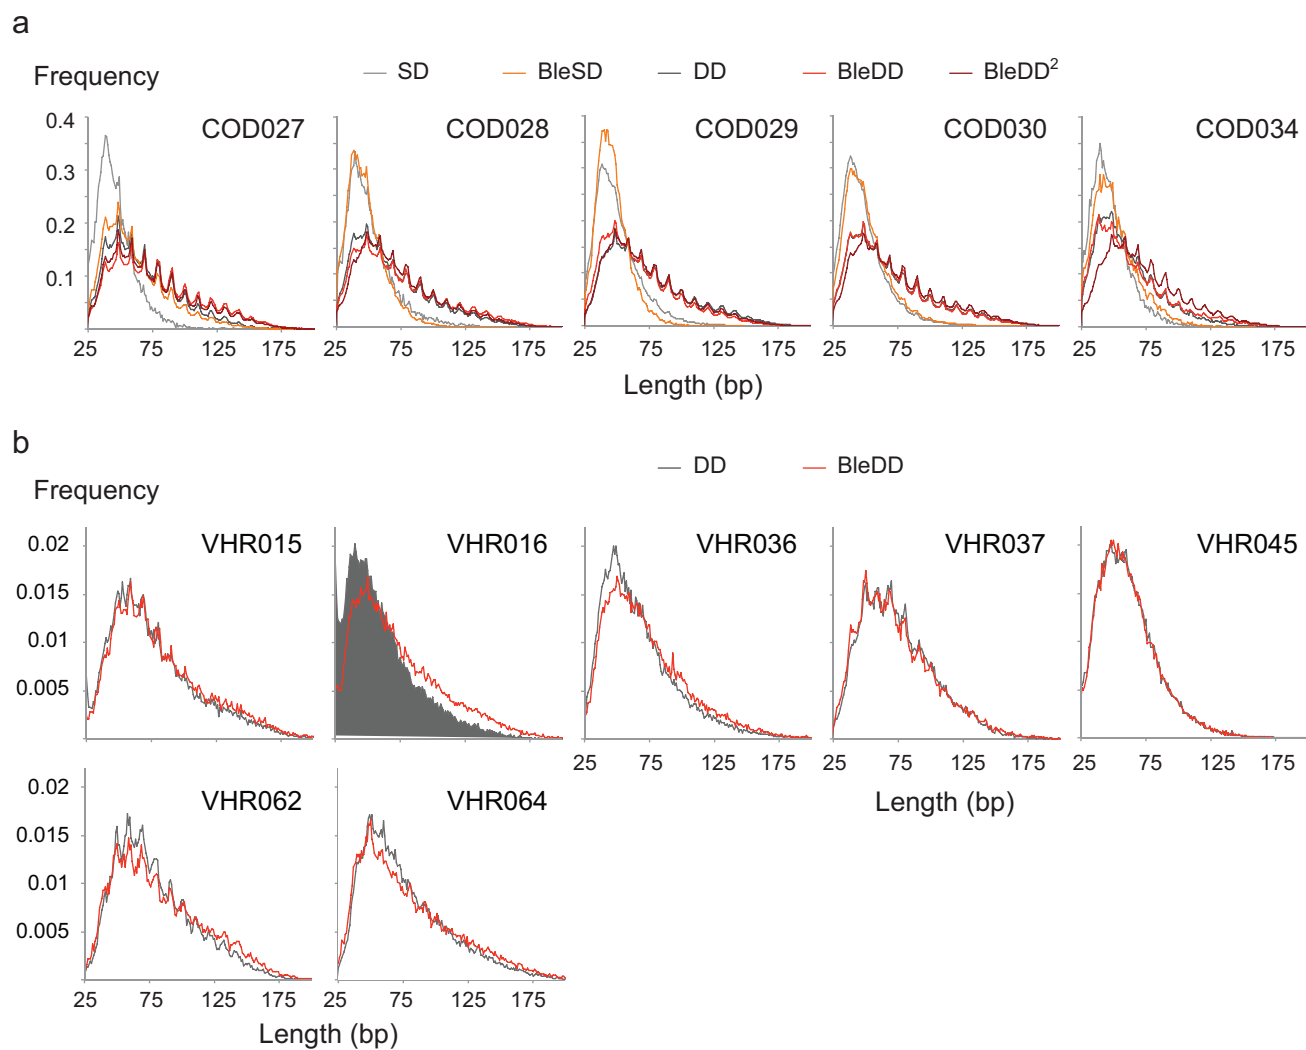 a
SD BleSD DD BleDD BleDD²
Frequency
COD027 COD028 COD029 COD030 COD034
0.4
0.3
0.2
0.1
25 75 125 175 25 75 125 175 25 75 125 175 25 75 125 175 25 75 125 175
Length (bp)
b
DD BleDD
Frequency
VHR015 VHR016 VHR036 VHR037 VHR045
0.02
0.015
0.01
0.005
25 75 125 175 25 75 125 175 25 75 125 175
VHR062 VHR064 Length (bp)
0.02
0.015
0.01
0.005
25 75 125 175 25 75 125 175
Length (bp)